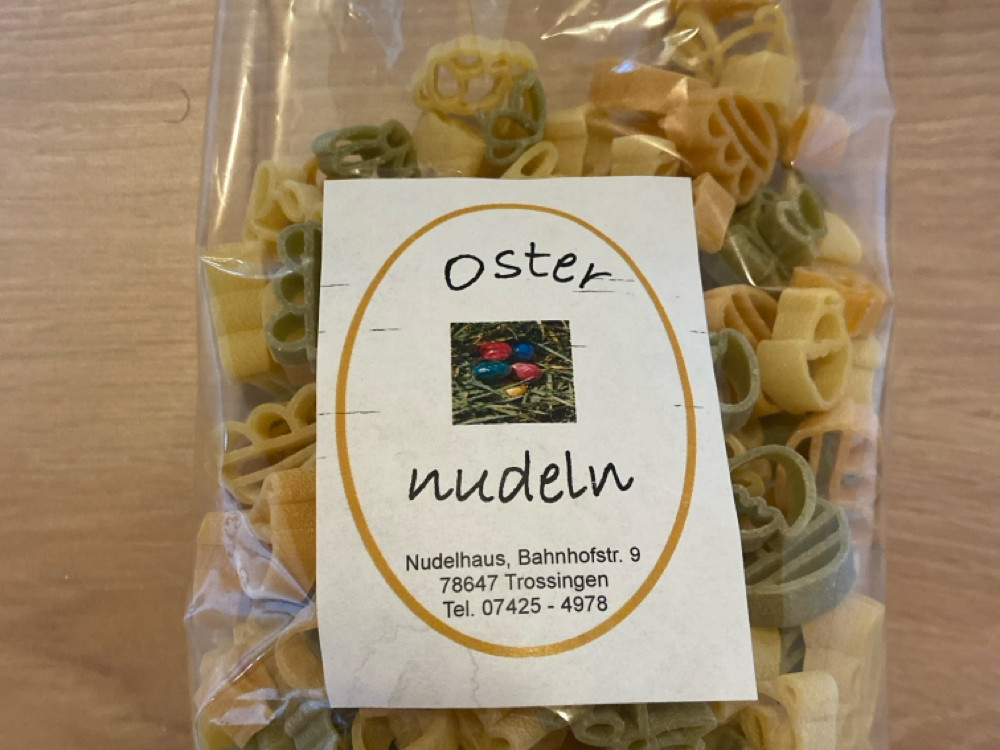 Oster
nudeln
Nudelhaus, Bahnhofstr. 9
78647 Trossingen
Tel. 07425 - 4978